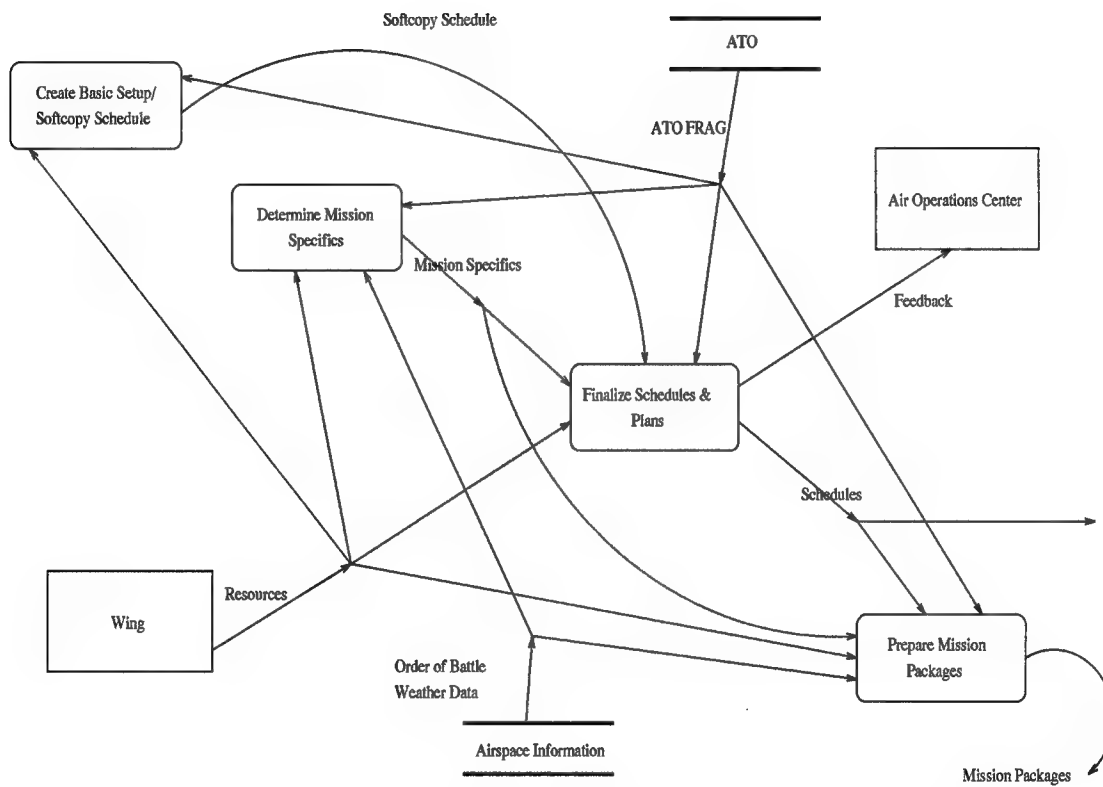 Softcopy Schedule
ATO
Create Basic Setup/
Softcopy Schedule
ATO FRAG
Air Operations Center
Determine Mission
Specifics
Mission Specifics
Feedback
Finalize Schedules &
Plans
Schedules
Resources
Wing
Order of Battle
Weather Data
Prepare Mission
Packages
Airspace Information
Mission Packages